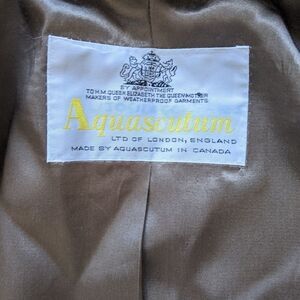 BY APPOINTMENT
TO H.M. QUEEN ELIZABETH THE QUEEN MOTHER
MAKERS OF WEATHERPROOF GARMENTS
Aquascutum
LTD OF LONDON, ENGLAND
MADE BY AQUASCUTUM IN CANADA